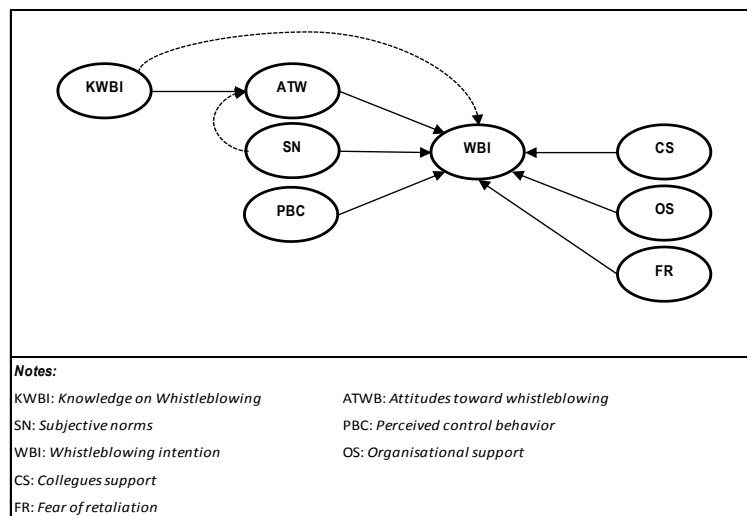 KWBI
ATW
SN
PBC
WBI
CS
OS
FR
Notes:
KWBI: Knowledge on Whistleblowing
ATWB: Attitudes toward whistleblowing
SN: Subjective norms
PBC: Perceived control behavior
WBI: Whistleblowing intention
OS: Organisational support
CS: Collegues support
FR: Fear of retaliation